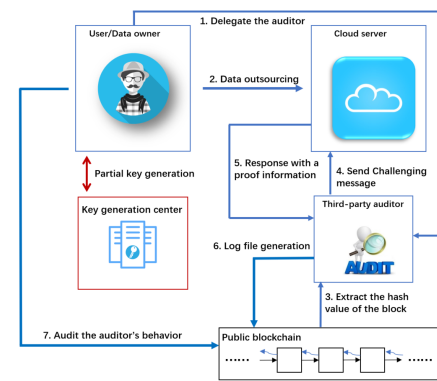 1. Delegate the auditor
User/Data owner
Cloud server
2. Data outsourcing
Partial key generation
5. Response with a
proof information
4. Send Challenging
message
Key generation center
Third-party auditor
6. Log file generation
AUDIT
3. Extract the hash
value of the block
7. Audit the auditor's behavior
Public blockchain
...... ......